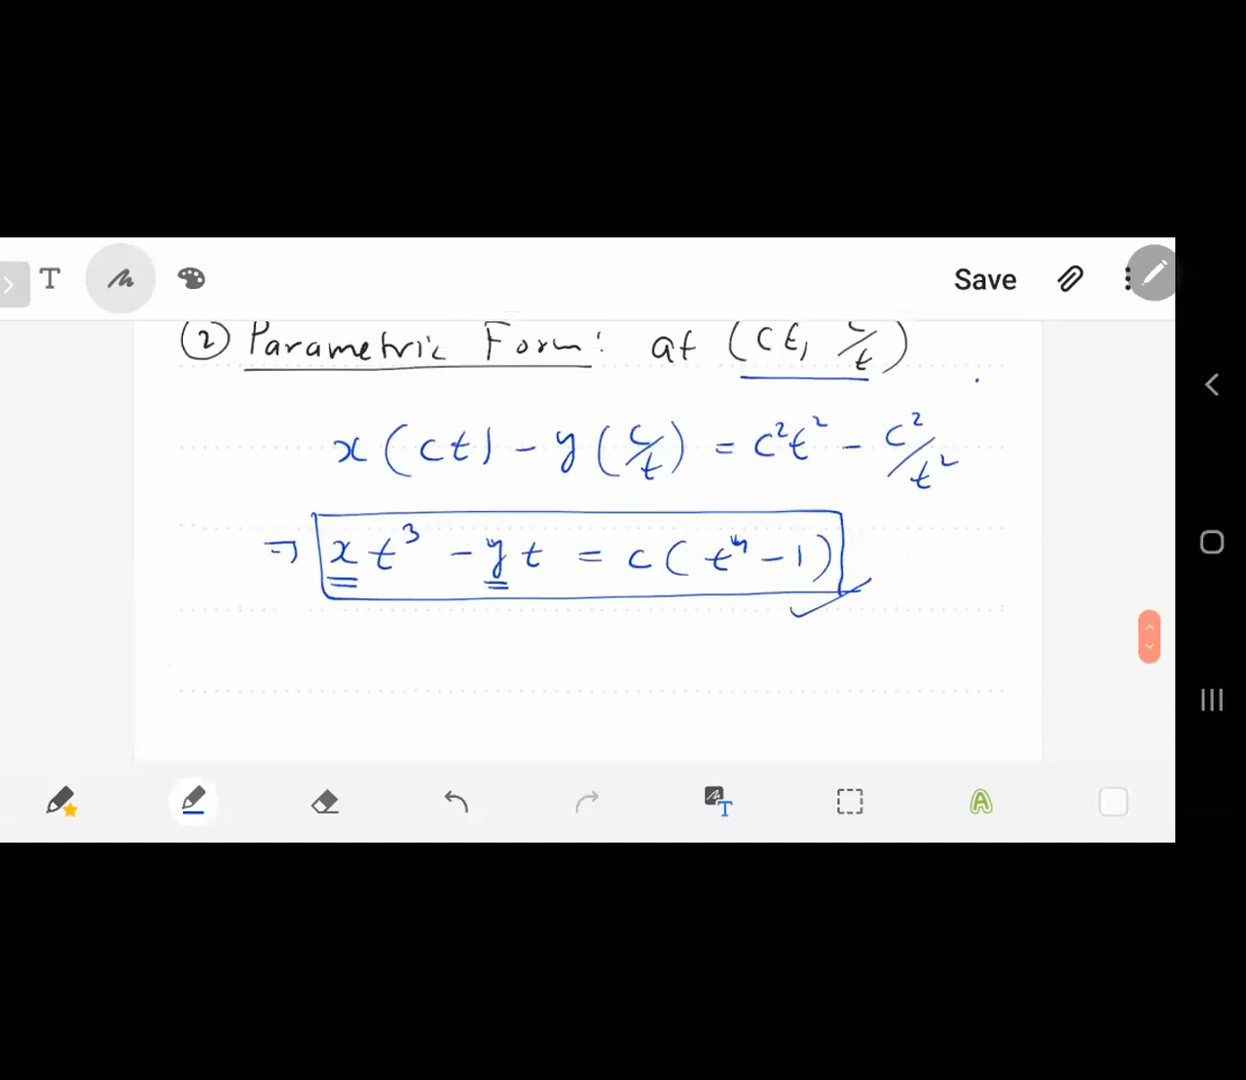 T
Save
② Parametric Form: at (ct, c/t)
x(ct) - y(c/t) = c²t² - c²/t²
⇒ xt³ - yt = c(t⁴ - 1)
T
A